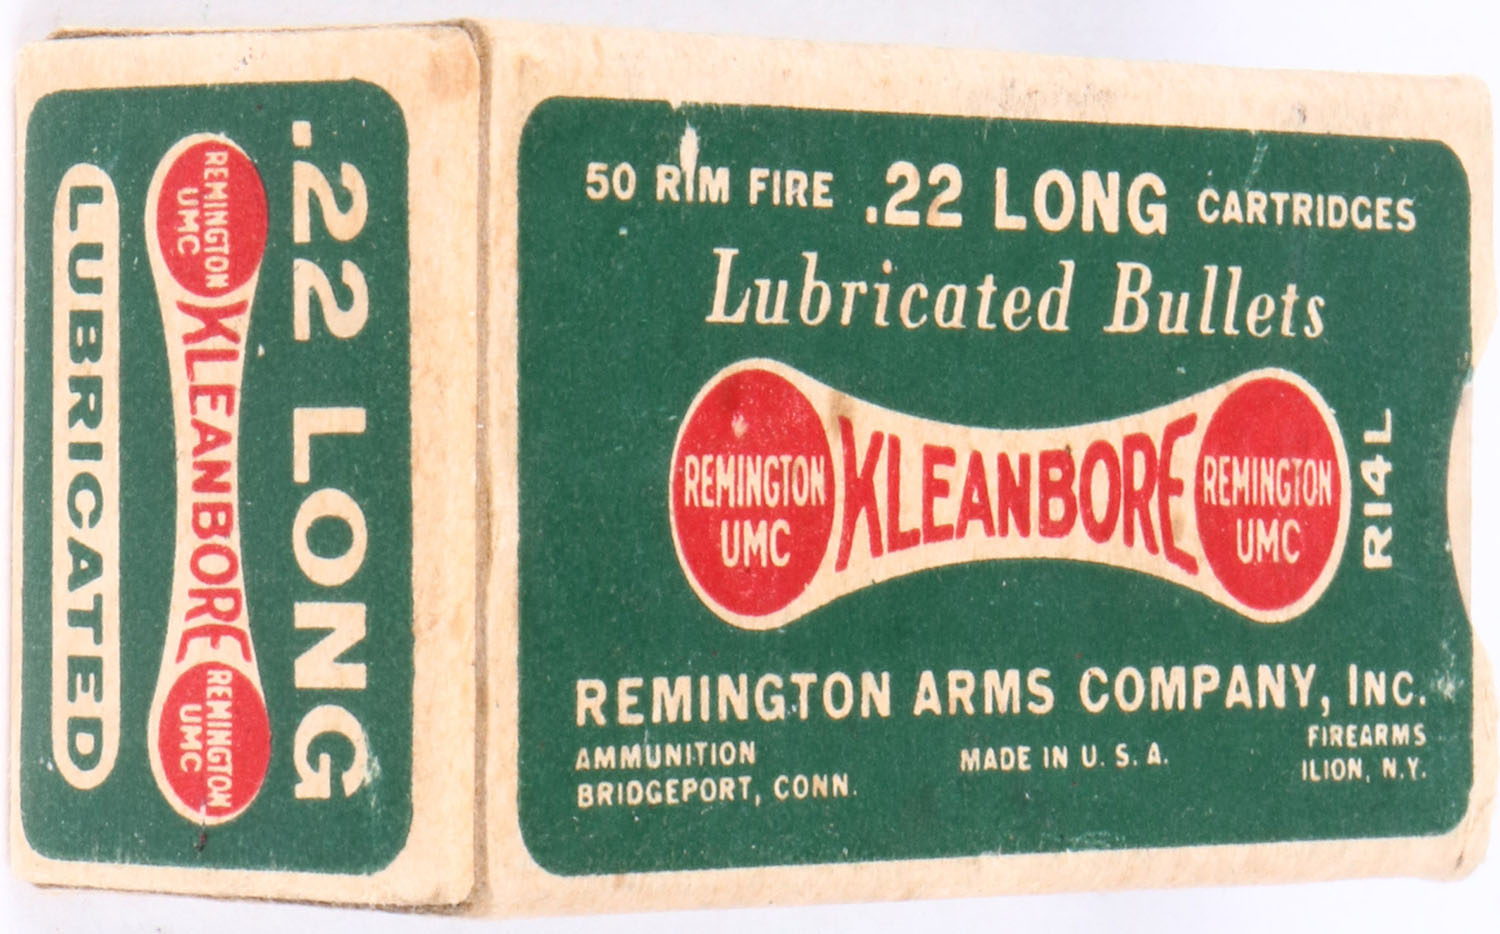 .22 LONG
REMINGTON UMC KLEANBORE REMINGTON UMC
LUBRICATED
50 RIM FIRE .22 LONG CARTRIDGES
Lubricated Bullets
REMINGTON UMC KLEANBORE REMINGTON UMC
R14L
REMINGTON ARMS COMPANY, INC.
AMMUNITION
BRIDGEPORT, CONN.
MADE IN U. S. A.
FIREARMS
ILION, N.Y.